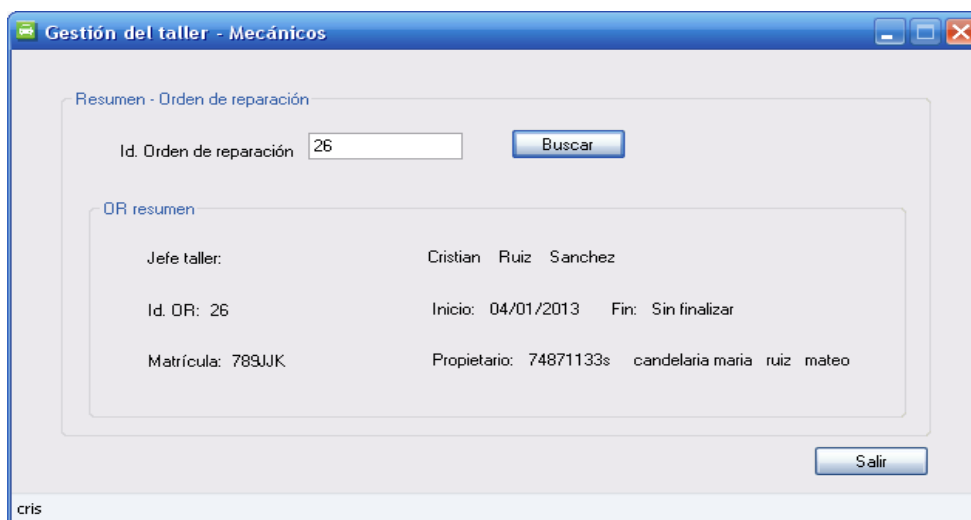 Gestión del taller - Mecánicos
Resumen - Orden de reparación
Id. Orden de reparación 26 Buscar
OR resumen
Jefe taller: Cristian Ruiz Sanchez
Id. OR: 26 Inicio: 04/01/2013 Fin: Sin finalizar
Matrícula: 789JJK Propietario: 74871133s candelaria maria ruiz mateo
Salir
cris